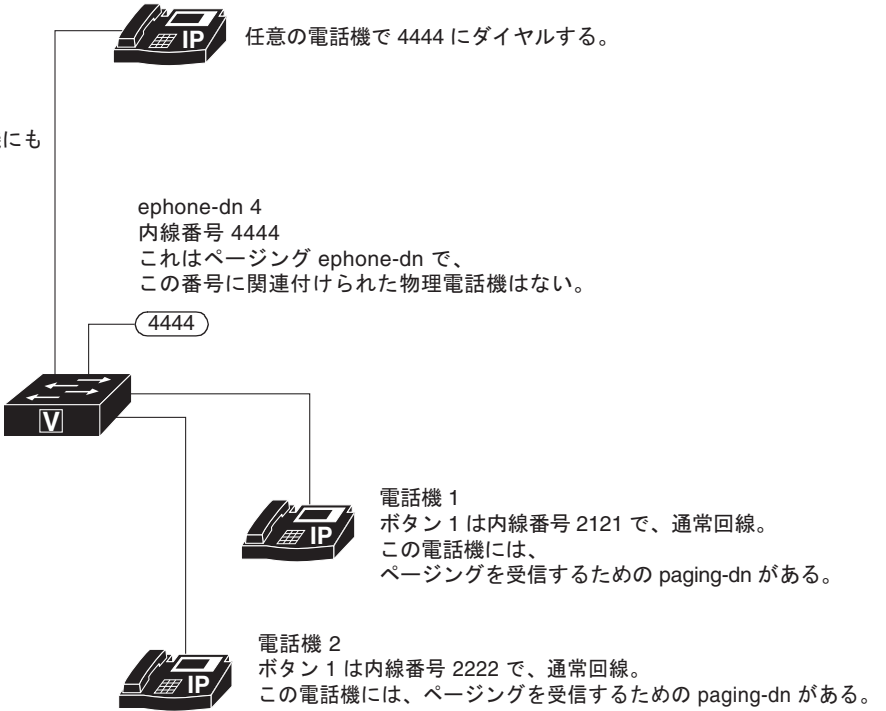 IP
任意の電話機で 4444 にダイヤルする。
にも
ephone-dn 4
内線番号 4444
これはページング ephone-dn で、
この番号に関連付けられた物理電話機はない。
4444
V
IP
電話機 1
ボタン 1 は内線番号 2121 で、通常回線。
この電話機には、
ページングを受信するための paging-dn がある。
IP
電話機 2
ボタン 1 は内線番号 2222 で、通常回線。
この電話機には、ページングを受信するための paging-dn がある。